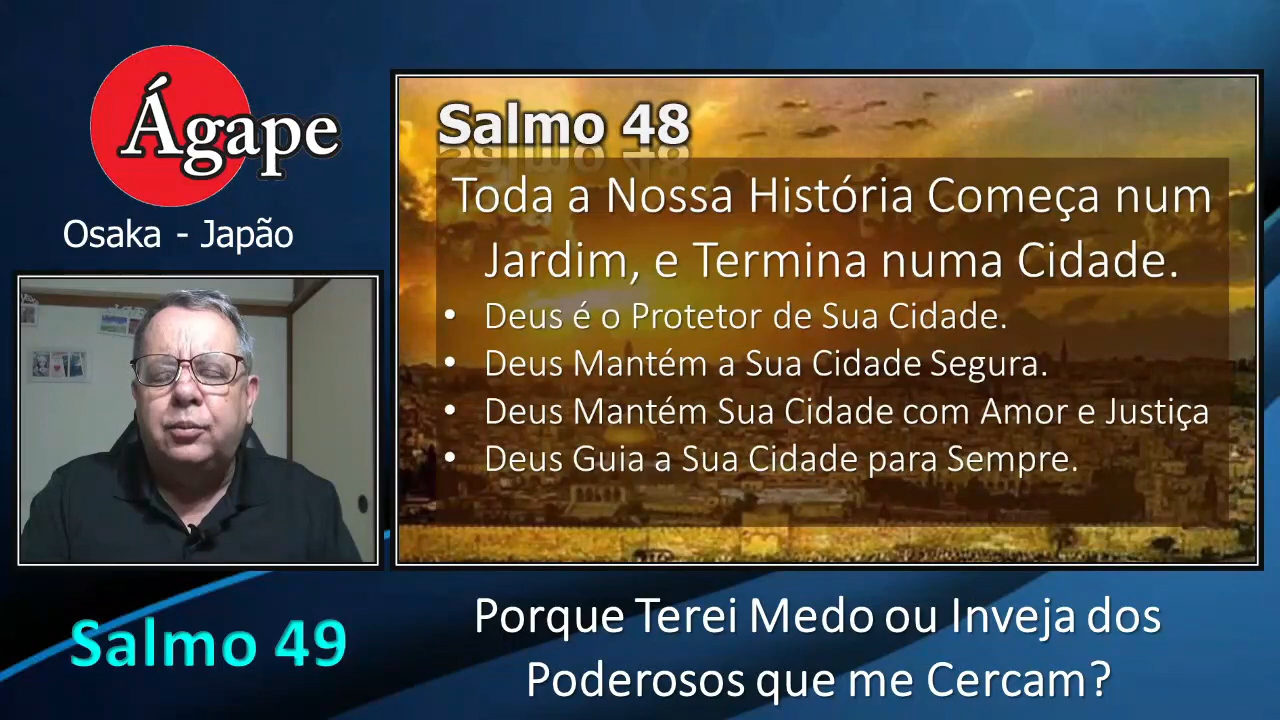 Ágape
Osaka - Japão
Salmo 48
Toda a Nossa História Começa num
Jardim, e Termina numa Cidade.
• Deus é o Protetor de Sua Cidade.
• Deus Mantém a Sua Cidade Segura.
• Deus Mantém Sua Cidade com Amor e Justiça
• Deus Guia a Sua Cidade para Sempre.
Salmo 49
Porque Terei Medo ou Inveja dos
Poderosos que me Cercam?